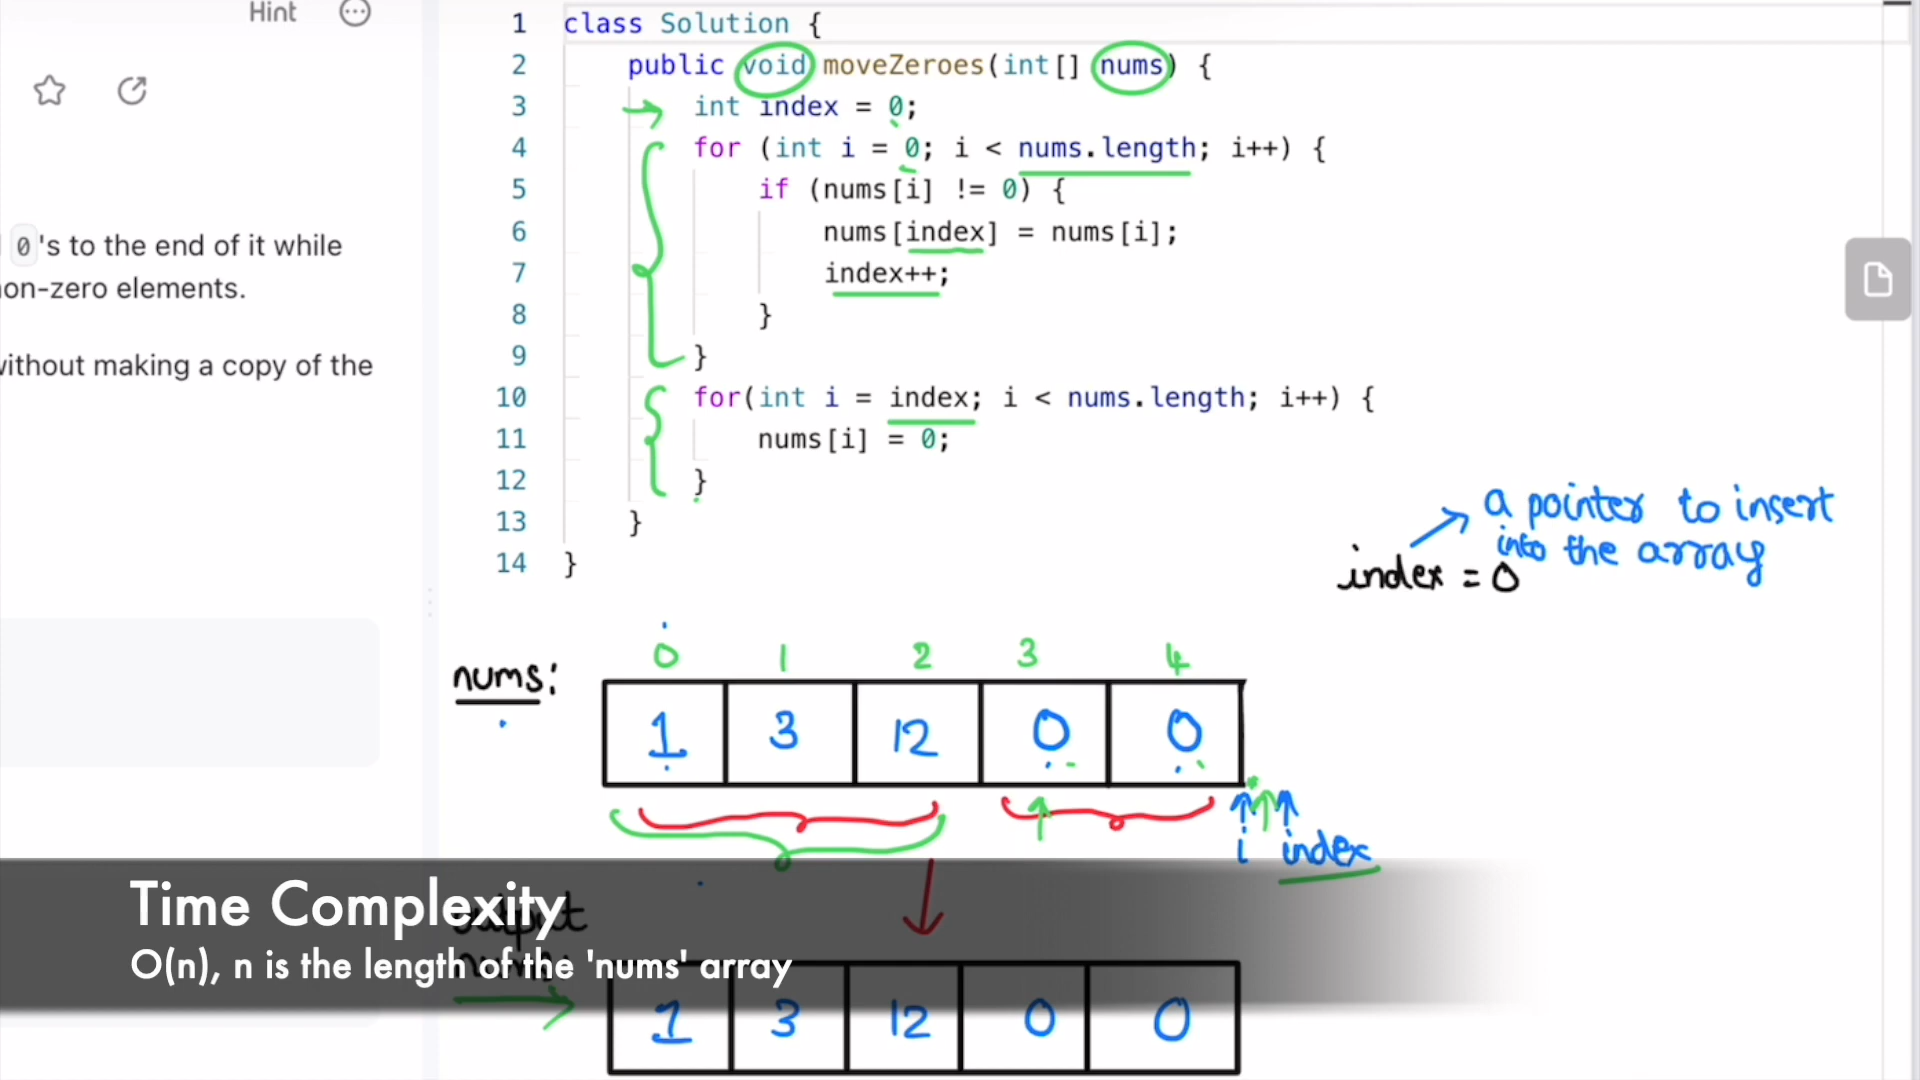 Hint
0's to the end of it while
non-zero elements.
without making a copy of the
1 class Solution {
2 public void moveZeroes(int[] nums) {
3 int index = 0;
4 for (int i = 0; i < nums.length; i++) {
5 if (nums[i] != 0) {
6 nums[index] = nums[i];
7 index++;
8 }
9 }
10 for(int i = index; i < nums.length; i++) {
11 nums[i] = 0;
12 }
13 }
14 }
a pointer to insert
into the array
index = 0
0 1 2 3 4
nums:
1 3 12 0 0
i index
Time Complexity
output
O(n), n is the length of the 'nums' array
1 3 12 0 0